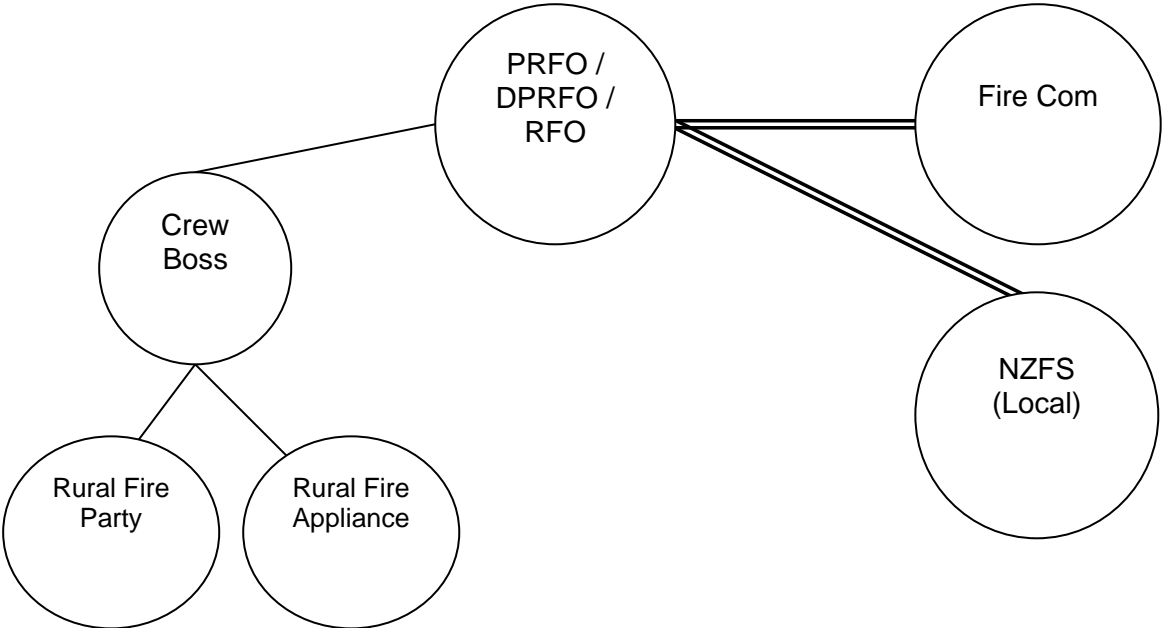 PRFO /
DPRFO /
RFO
Fire Com
Crew
Boss
NZFS
(Local)
Rural Fire
Party
Rural Fire
Appliance